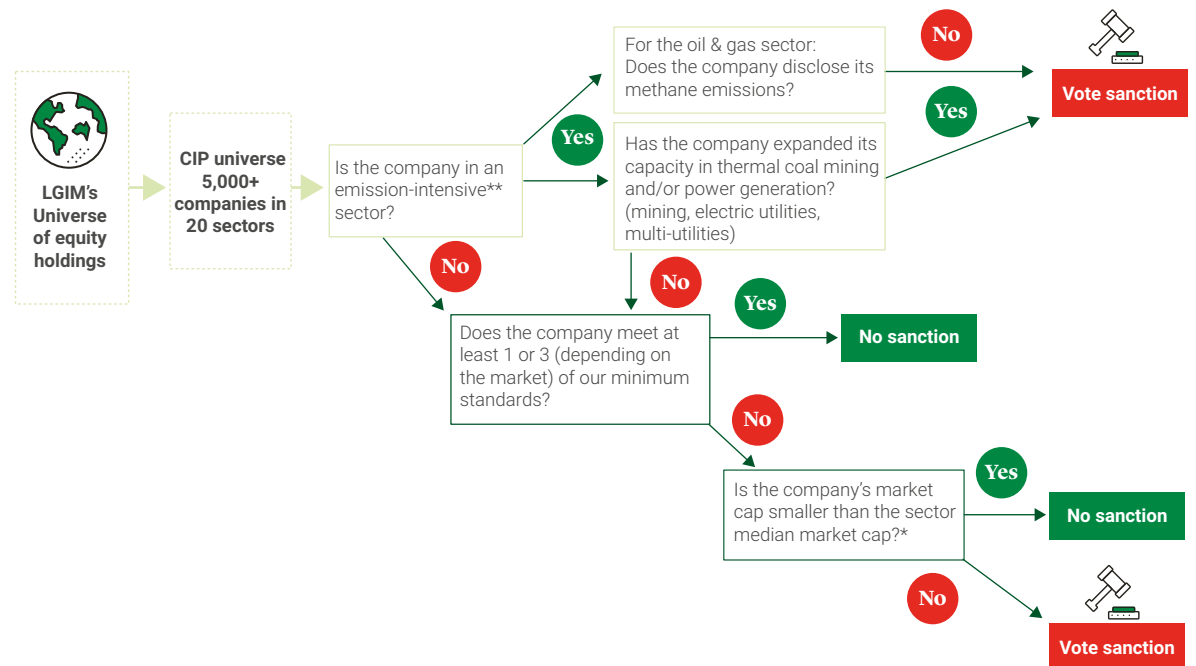 LGIM's
Universe
of equity
holdings
CIP universe
5,000+
companies in
20 sectors
Is the company in an
emission-intensive**
sector?
Yes
No
For the oil & gas sector:
Does the company disclose its
methane emissions?
No
Has the company expanded its
capacity in thermal coal mining
and/or power generation?
(mining, electric utilities,
multi-utilities)
Yes
Vote sanction
No
Does the company meet at
least 1 or 3 (depending on
the market) of our minimum
standards?
Yes
No sanction
No
Is the company's market
cap smaller than the sector
median market cap?*
Yes
No sanction
No
Vote sanction